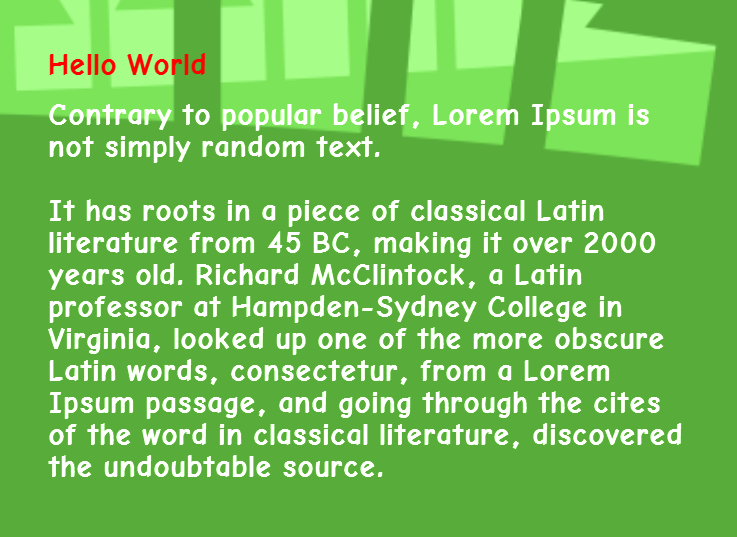 Hello World
Contrary to popular belief, Lorem Ipsum is
not simply random text.
It has roots in a piece of classical Latin
literature from 45 BC, making it over 2000
years old. Richard McClintock, a Latin
professor at Hampden-Sydney College in
Virginia, looked up one of the more obscure
Latin words, consectetur, from a Lorem
Ipsum passage, and going through the cites
of the word in classical literature, discovered
the undoubtable source.